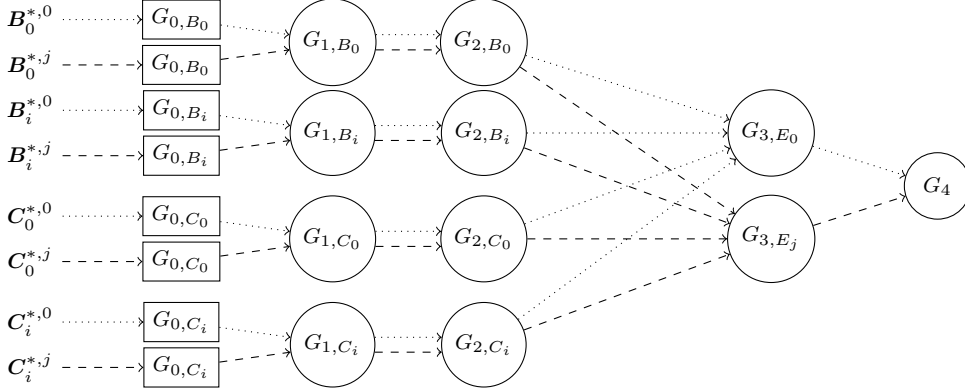 B_0^{*,0} G_{0,B_0}
B_0^{*,j} G_{0,B_0}
G_{1,B_0} G_{2,B_0}
B_i^{*,0} G_{0,B_i}
B_i^{*,j} G_{0,B_i}
G_{1,B_i} G_{2,B_i} G_{3,E_0}
G_4
C_0^{*,0} G_{0,C_0}
C_0^{*,j} G_{0,C_0}
G_{1,C_0} G_{2,C_0} G_{3,E_j}
C_i^{*,0} G_{0,C_i}
C_i^{*,j} G_{0,C_i}
G_{1,C_i} G_{2,C_i}